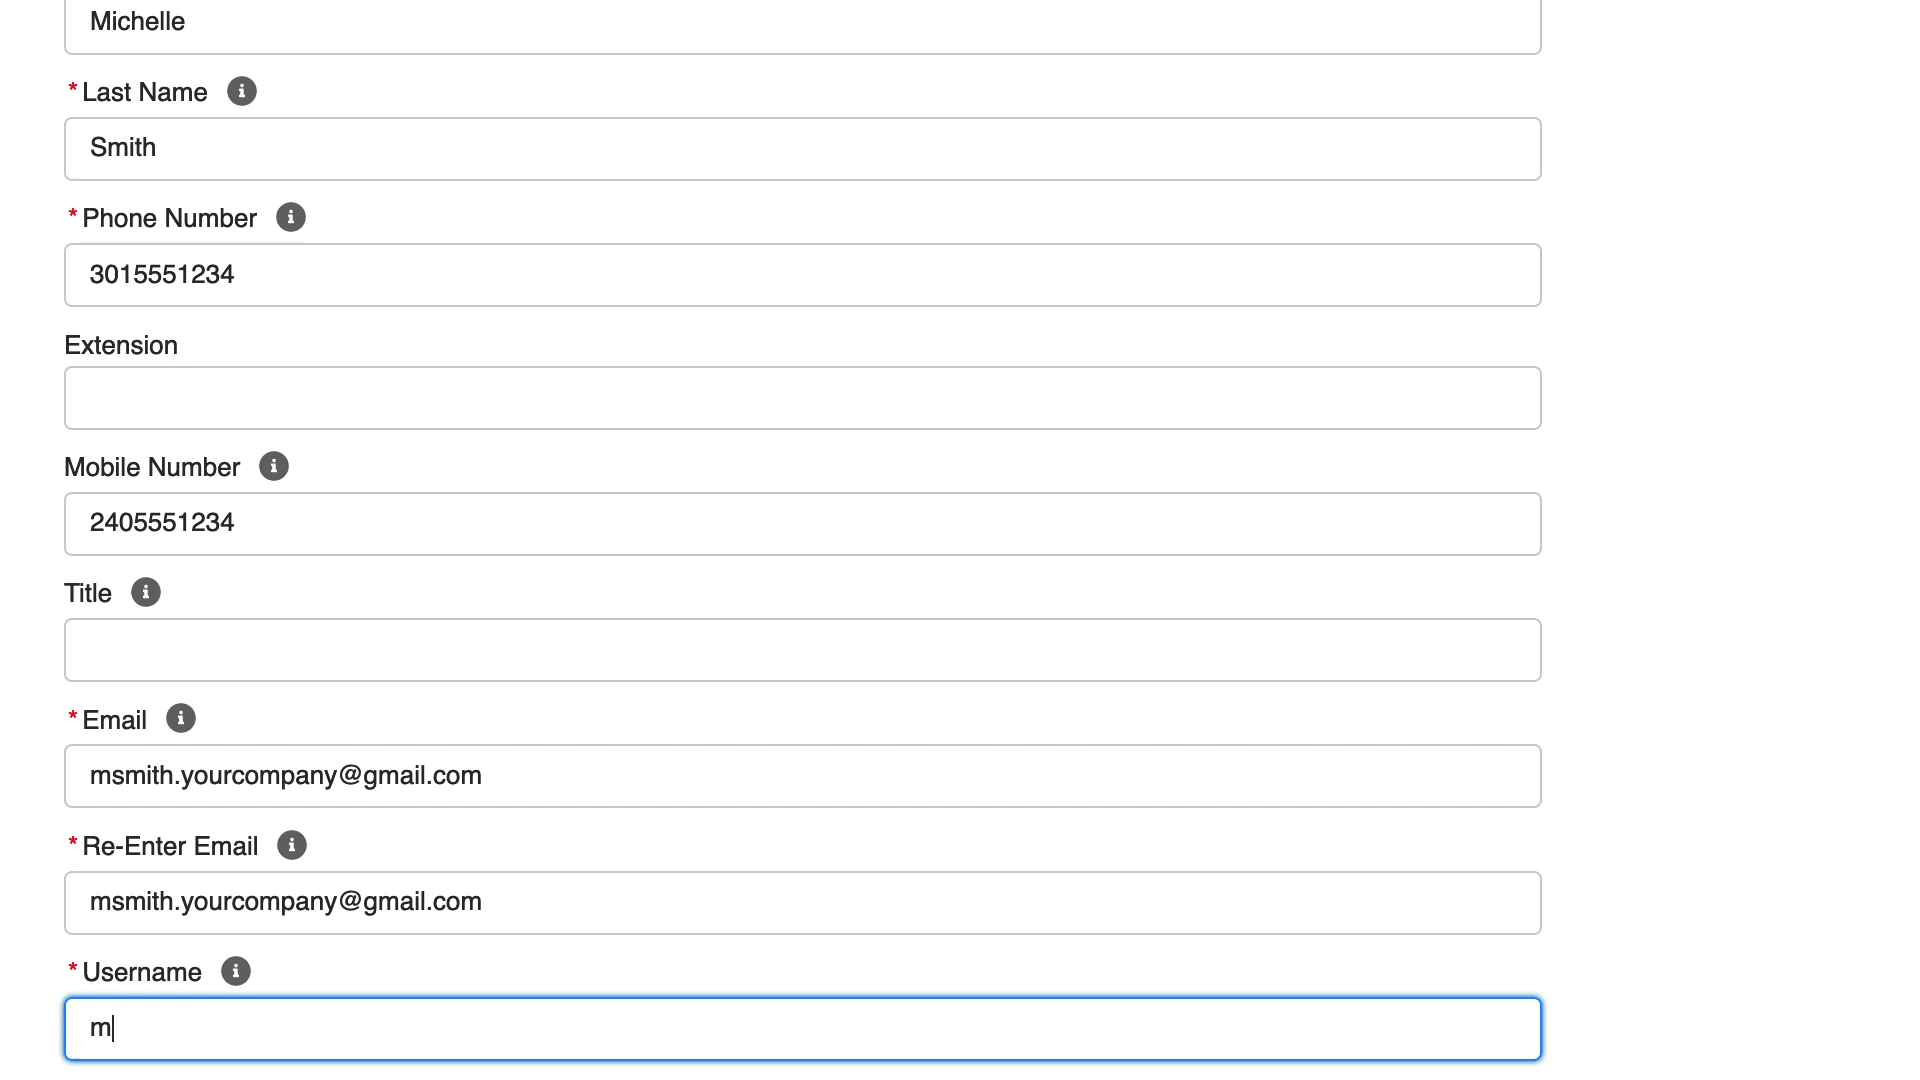 Michelle
* Last Name
Smith
* Phone Number
3015551234
Extension
Mobile Number
2405551234
Title
* Email
msmith.yourcompany@gmail.com
* Re-Enter Email
msmith.yourcompany@gmail.com
* Username
m